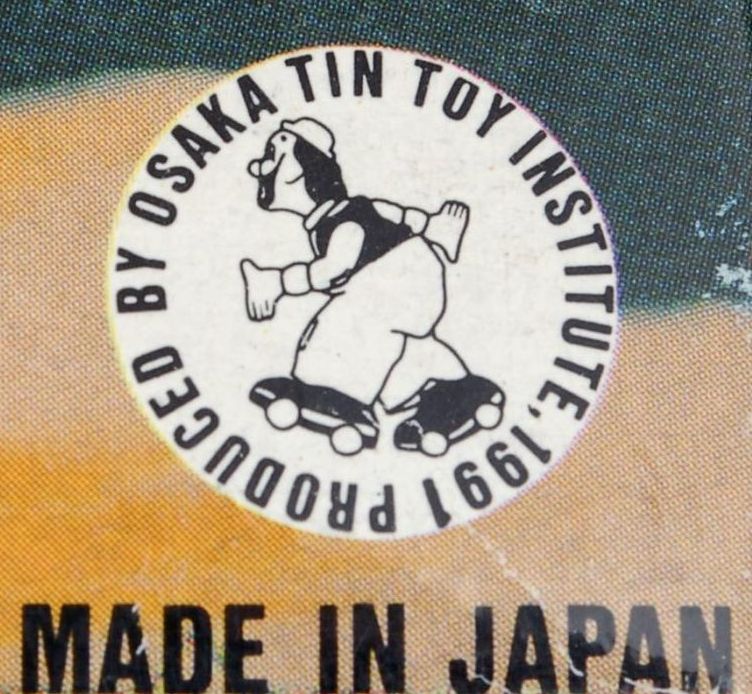 PRODUCED BY OSAKA TIN TOY INSTITUTE, 1991
MADE IN JAPAN